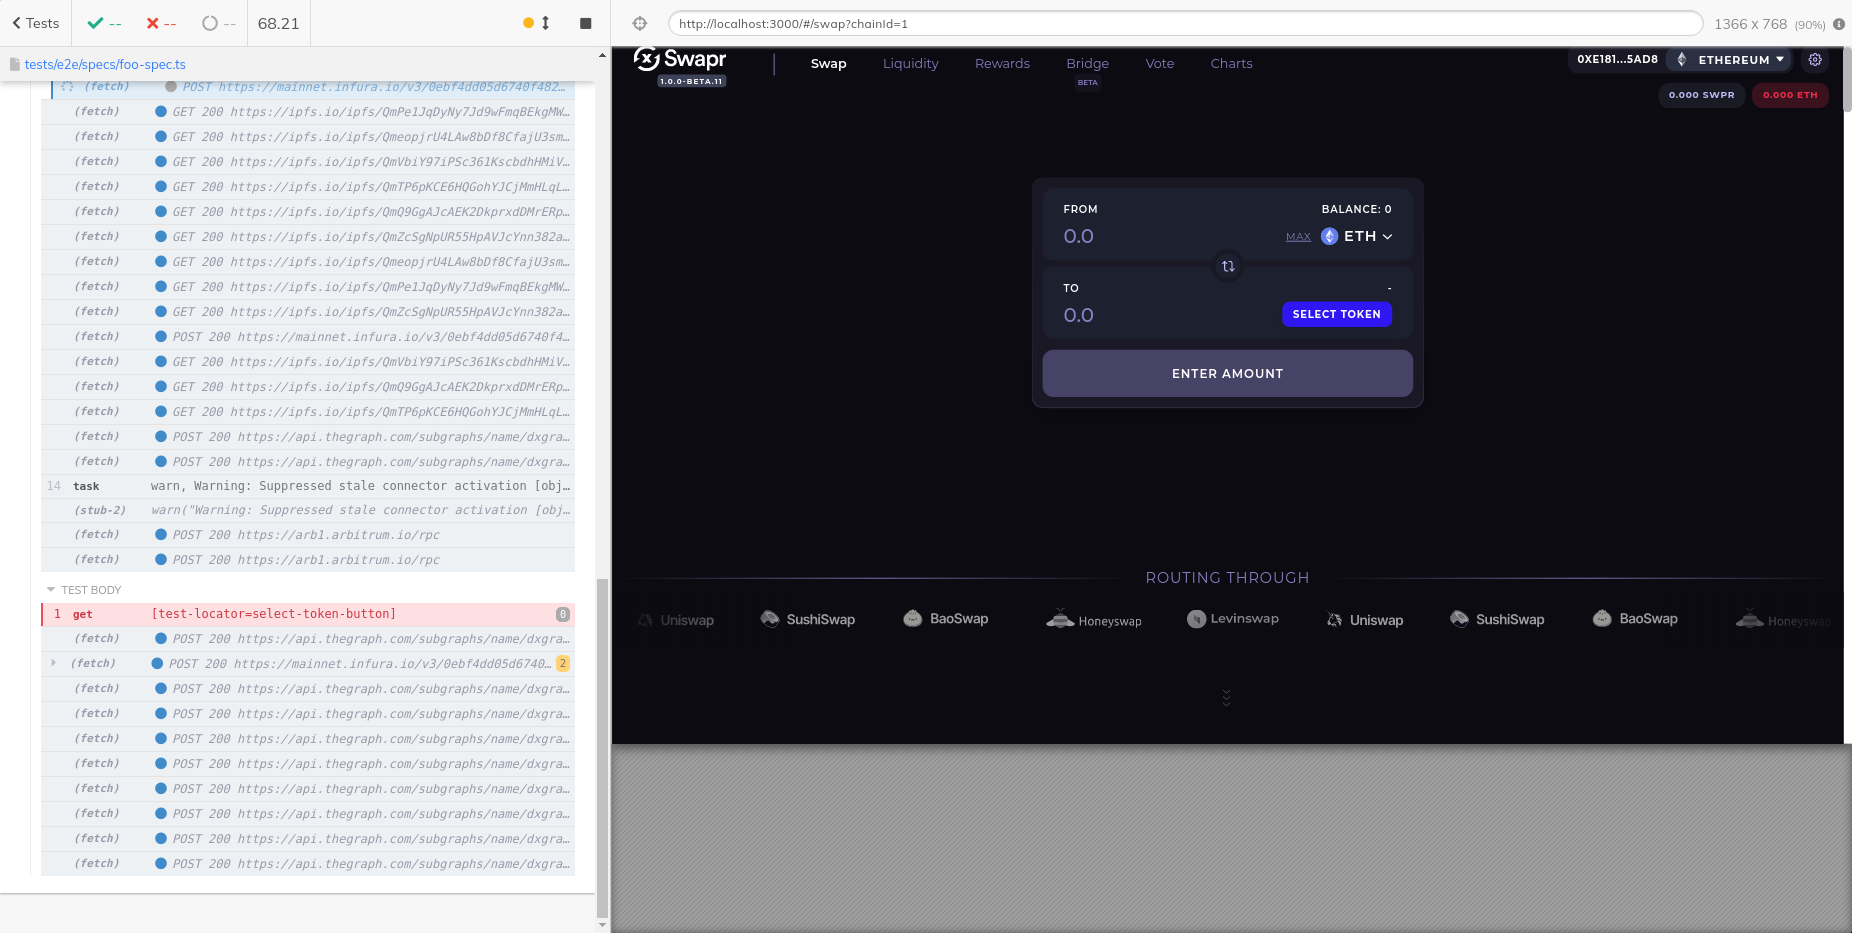 Tests
--
--
--
68.21
http://localhost:3000/#/swap?chainId=1
1366 x 768 (90%)
tests/e2e/specs/foo-spec.ts
(fetch) POST https://mainnet.infura.io/v3/0ebf4dd05d6740f482…
(fetch) GET 200 https://ipfs.io/ipfs/QmPe1JqDyNy7Jd9wFmqBEkgMW…
(fetch) GET 200 https://ipfs.io/ipfs/QmeopjrU4LAw8bDf8CfajU3sm…
(fetch) GET 200 https://ipfs.io/ipfs/QmVbiY97iPSc361KscbdhHMiV…
(fetch) GET 200 https://ipfs.io/ipfs/QmTP6pKCE6HQGohYJCjMmHLqL…
(fetch) GET 200 https://ipfs.io/ipfs/QmQ9GgAJcAEK2DkprxdDMrERp…
(fetch) GET 200 https://ipfs.io/ipfs/QmZcSgNpUR55HpAVJcYnn382a…
(fetch) GET 200 https://ipfs.io/ipfs/QmeopjrU4LAw8bDf8CfajU3sm…
(fetch) GET 200 https://ipfs.io/ipfs/QmPe1JqDyNy7Jd9wFmqBEkgMW…
(fetch) GET 200 https://ipfs.io/ipfs/QmZcSgNpUR55HpAVJcYnn382a…
(fetch) POST 200 https://mainnet.infura.io/v3/0ebf4dd05d6740f4…
(fetch) GET 200 https://ipfs.io/ipfs/QmVbiY97iPSc361KscbdhHMiV…
(fetch) GET 200 https://ipfs.io/ipfs/QmQ9GgAJcAEK2DkprxdDMrERp…
(fetch) GET 200 https://ipfs.io/ipfs/QmTP6pKCE6HQGohYJCjMmHLqL…
(fetch) POST 200 https://api.thegraph.com/subgraphs/name/dxgra…
(fetch) POST 200 https://api.thegraph.com/subgraphs/name/dxgra…
14 task warn, Warning: Suppressed stale connector activation [obj…
(stub-2) warn("Warning: Suppressed stale connector activation [obj…
(fetch) POST 200 https://arb1.arbitrum.io/rpc
(fetch) POST 200 https://arb1.arbitrum.io/rpc
TEST BODY
1 get [test-locator=select-token-button] 0
(fetch) POST 200 https://api.thegraph.com/subgraphs/name/dxgra…
(fetch) POST 200 https://mainnet.infura.io/v3/0ebf4dd05d6740… 2
(fetch) POST 200 https://api.thegraph.com/subgraphs/name/dxgra…
(fetch) POST 200 https://api.thegraph.com/subgraphs/name/dxgra…
(fetch) POST 200 https://api.thegraph.com/subgraphs/name/dxgra…
(fetch) POST 200 https://api.thegraph.com/subgraphs/name/dxgra…
(fetch) POST 200 https://api.thegraph.com/subgraphs/name/dxgra…
(fetch) POST 200 https://api.thegraph.com/subgraphs/name/dxgra…
(fetch) POST 200 https://api.thegraph.com/subgraphs/name/dxgra…
(fetch) POST 200 https://api.thegraph.com/subgraphs/name/dxgra…
Swapr
1.0.0-BETA.11
Swap Liquidity Rewards Bridge Vote Charts
BETA
0XE181...5AD8 ETHEREUM
0.000 SWPR 0.000 ETH
FROM BALANCE: 0
0.0 MAX ETH
TO -
0.0 SELECT TOKEN
ENTER AMOUNT
ROUTING THROUGH
Uniswap SushiSwap BaoSwap Honeyswap Levinswap Uniswap SushiSwap BaoSwap Honeyswap